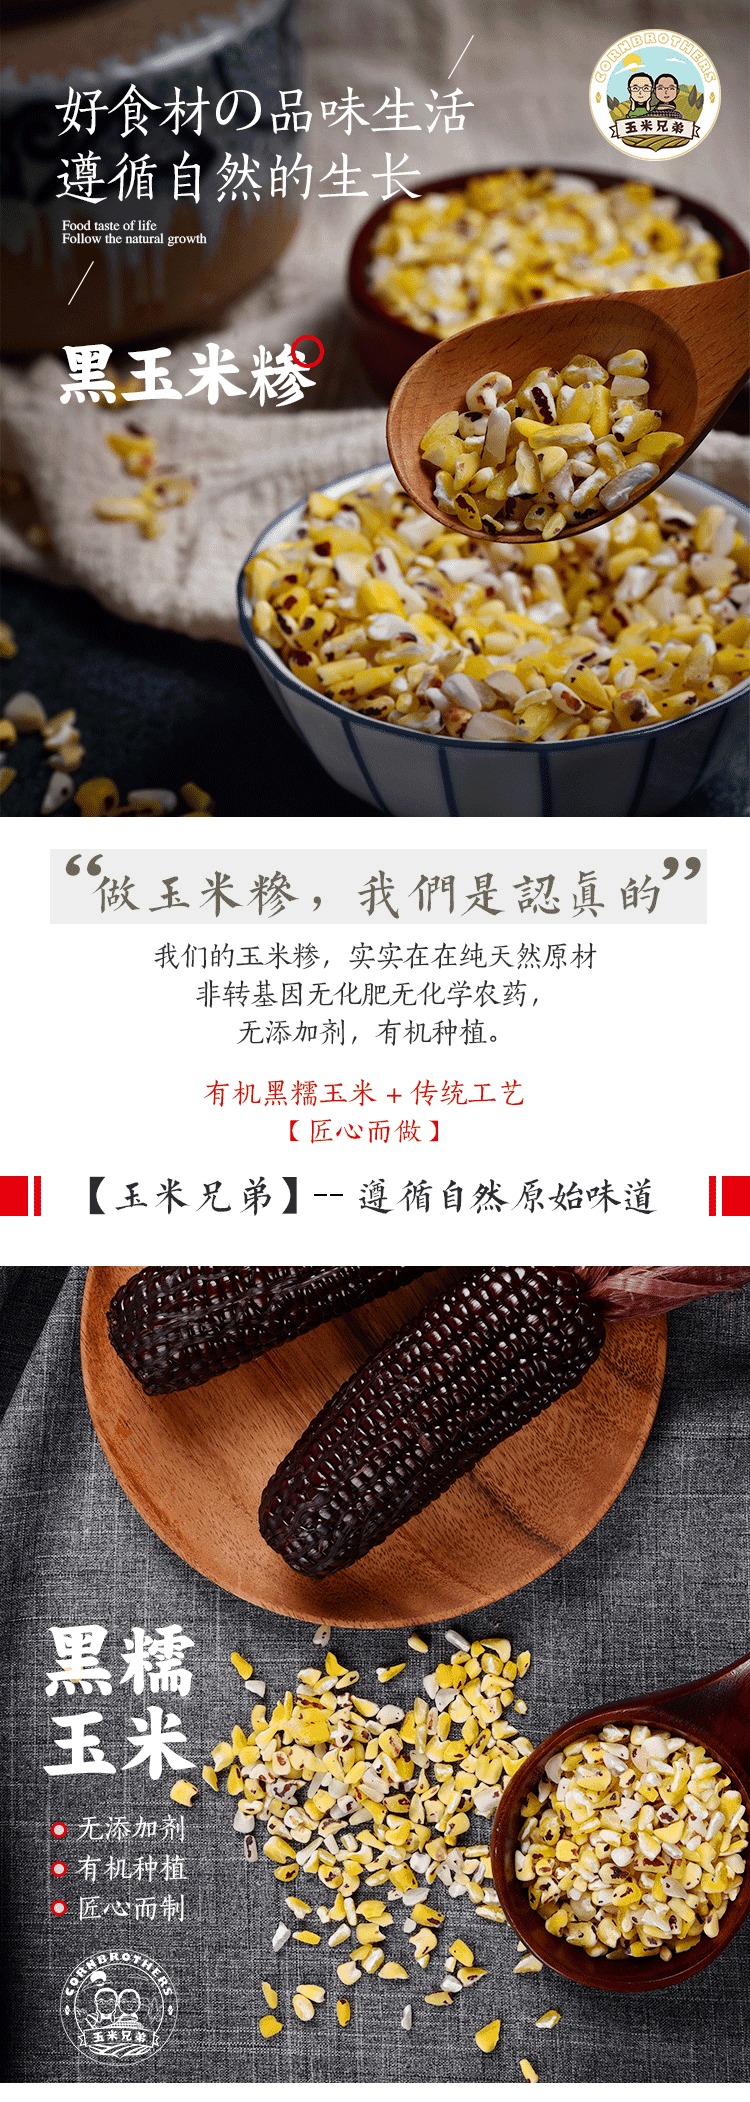 好食材の品味生活
遵循自然的生长
Food taste of life
Follow the natural growth
CORNBROTHERS
玉米兄弟
黑玉米糁
“做玉米糁，我們是認真的”
我们的玉米糁，实实在在纯天然原材
非转基因无化肥无化学农药，
无添加剂，有机种植。
有机黑糯玉米 + 传统工艺
【匠心而做】
【玉米兄弟】-- 遵循自然原始味道
黑糯
玉米
无添加剂
有机种植
匠心而制
CORNBROTHERS
玉米兄弟